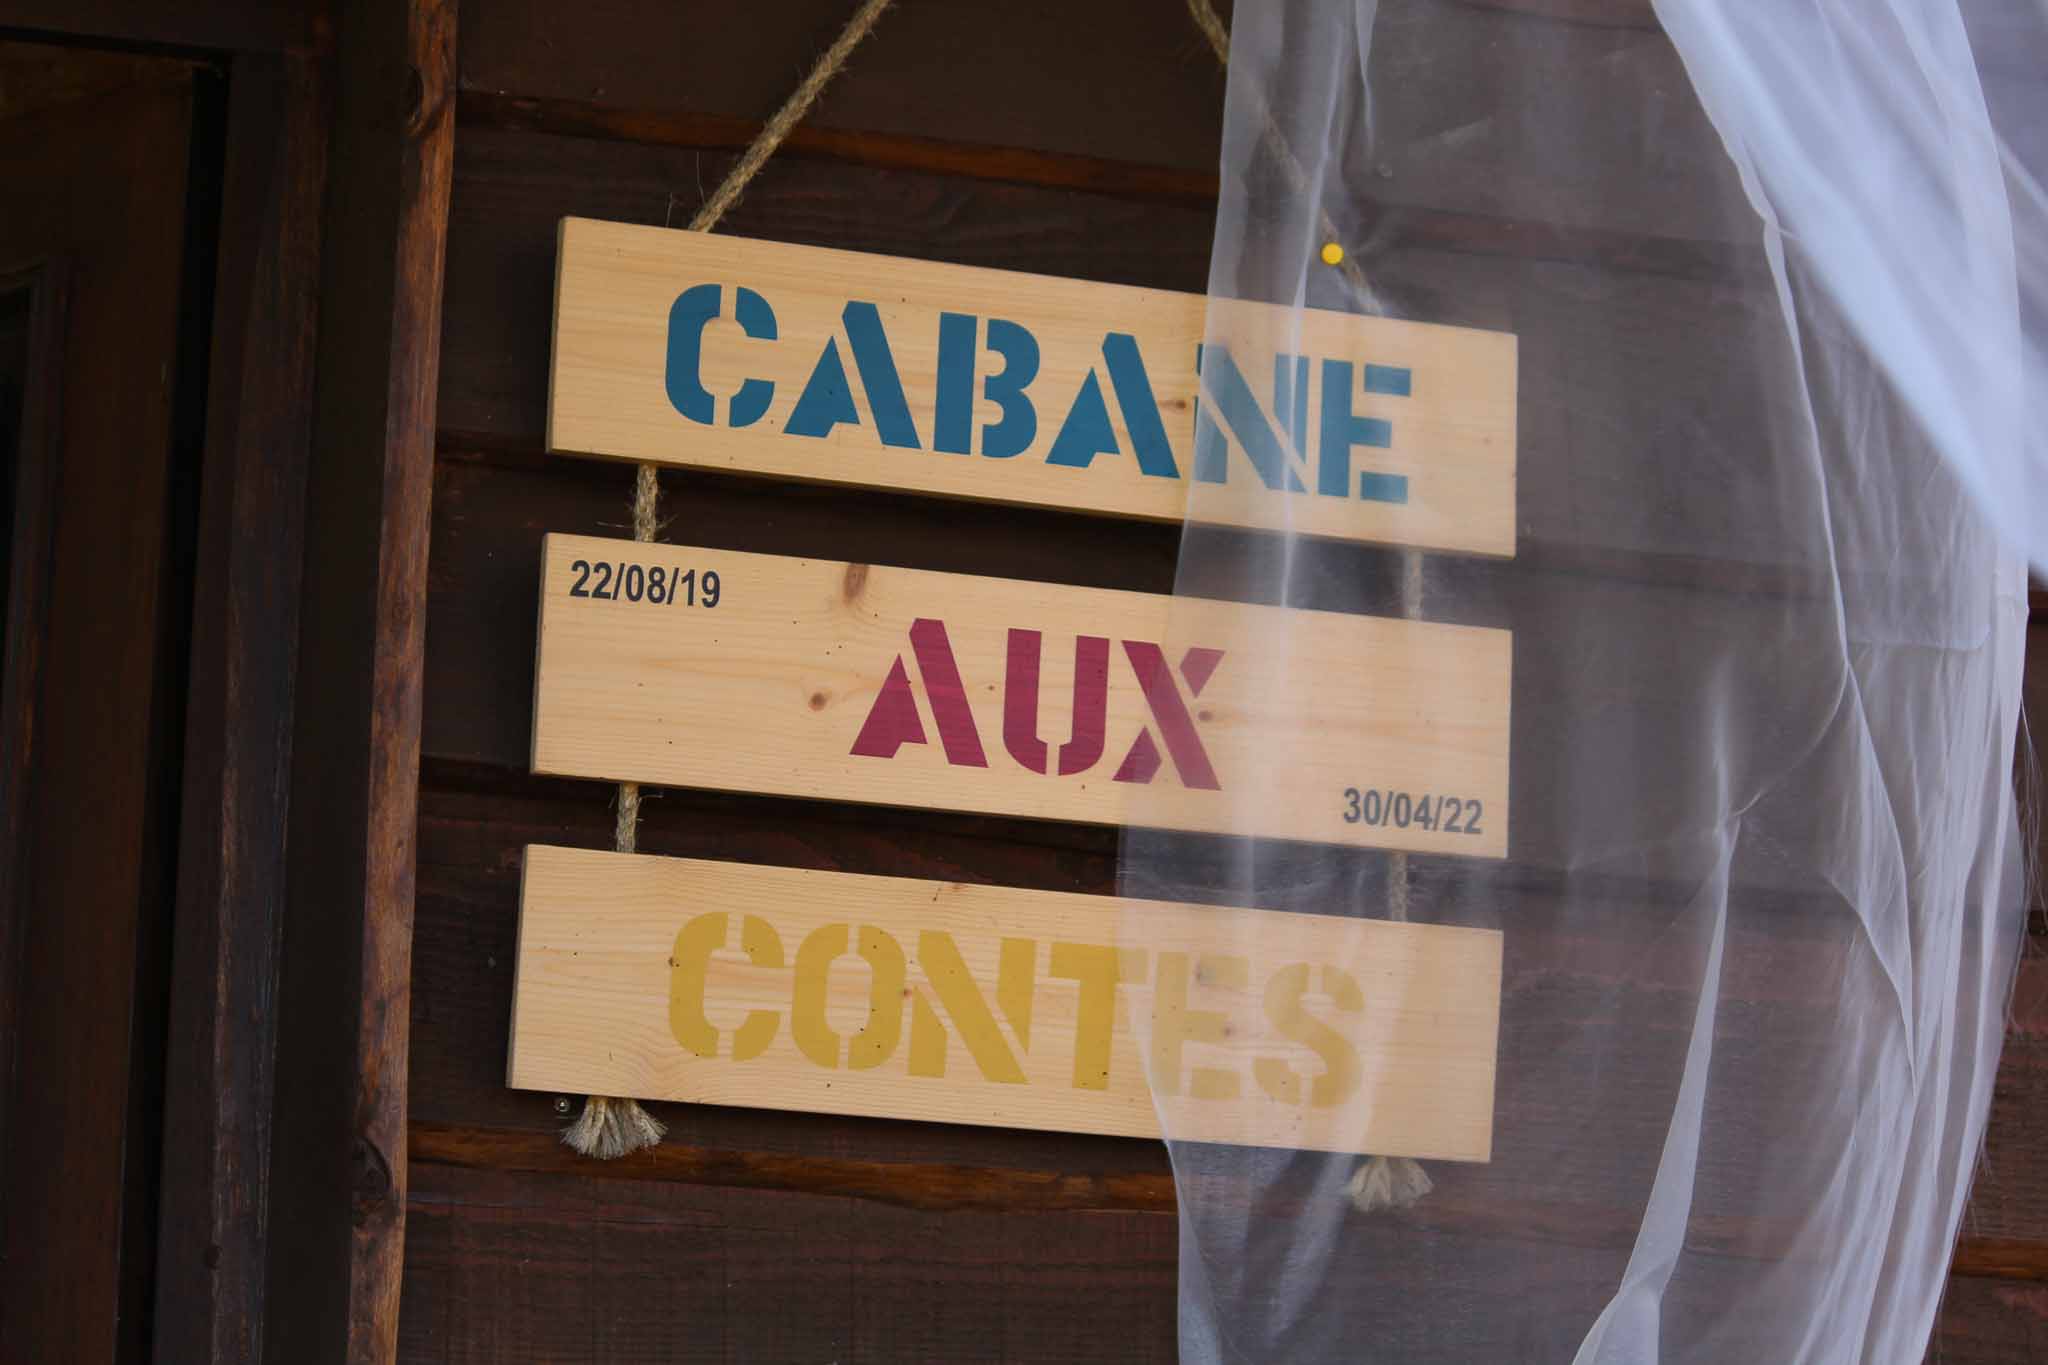 CABANE
22/08/19
AUX
30/04/22
CONTES